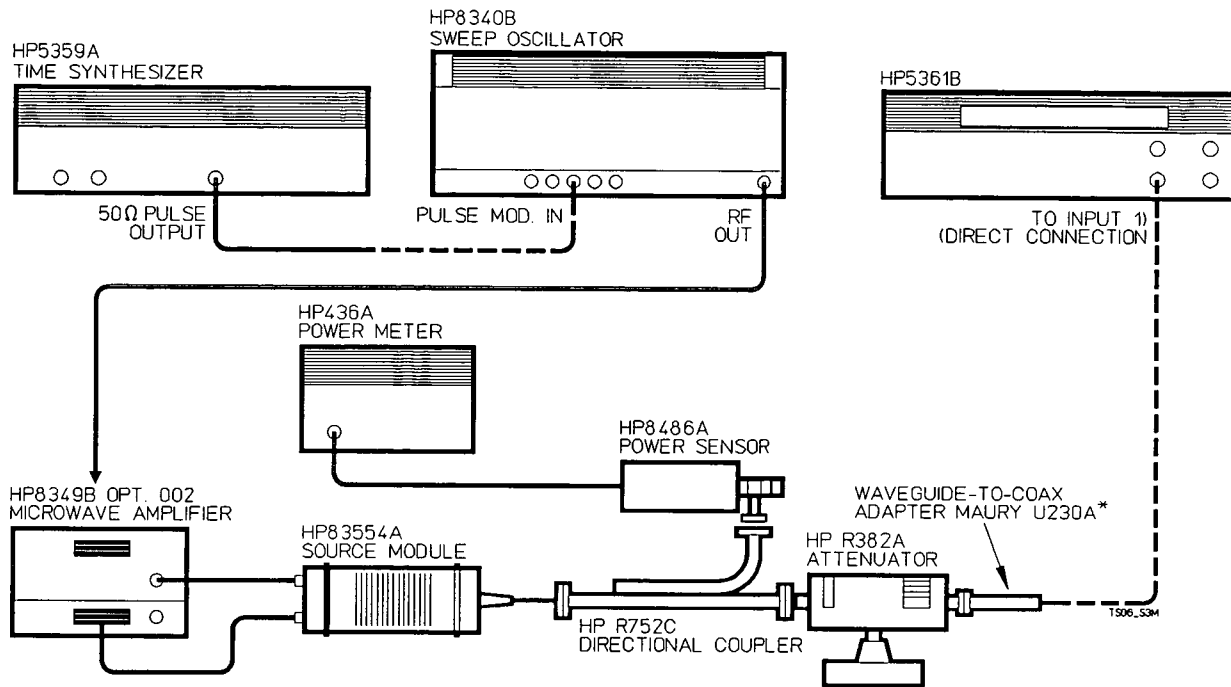 HP5359A
TIME SYNTHESIZER
HP8340B
SWEEP OSCILLATOR
HP5361B
50Ω PULSE
OUTPUT
PULSE MOD. IN
RF
OUT
TO INPUT 1)
(DIRECT CONNECTION
HP436A
POWER METER
HP8486A
POWER SENSOR
HP8349B OPT. 002
MICROWAVE AMPLIFIER
HP83554A
SOURCE MODULE
WAVEGUIDE-TO-COAX
ADAPTER MAURY U230A*
HP R382A
ATTENUATOR
HP R752C
DIRECTIONAL COUPLER
TS06_S3M